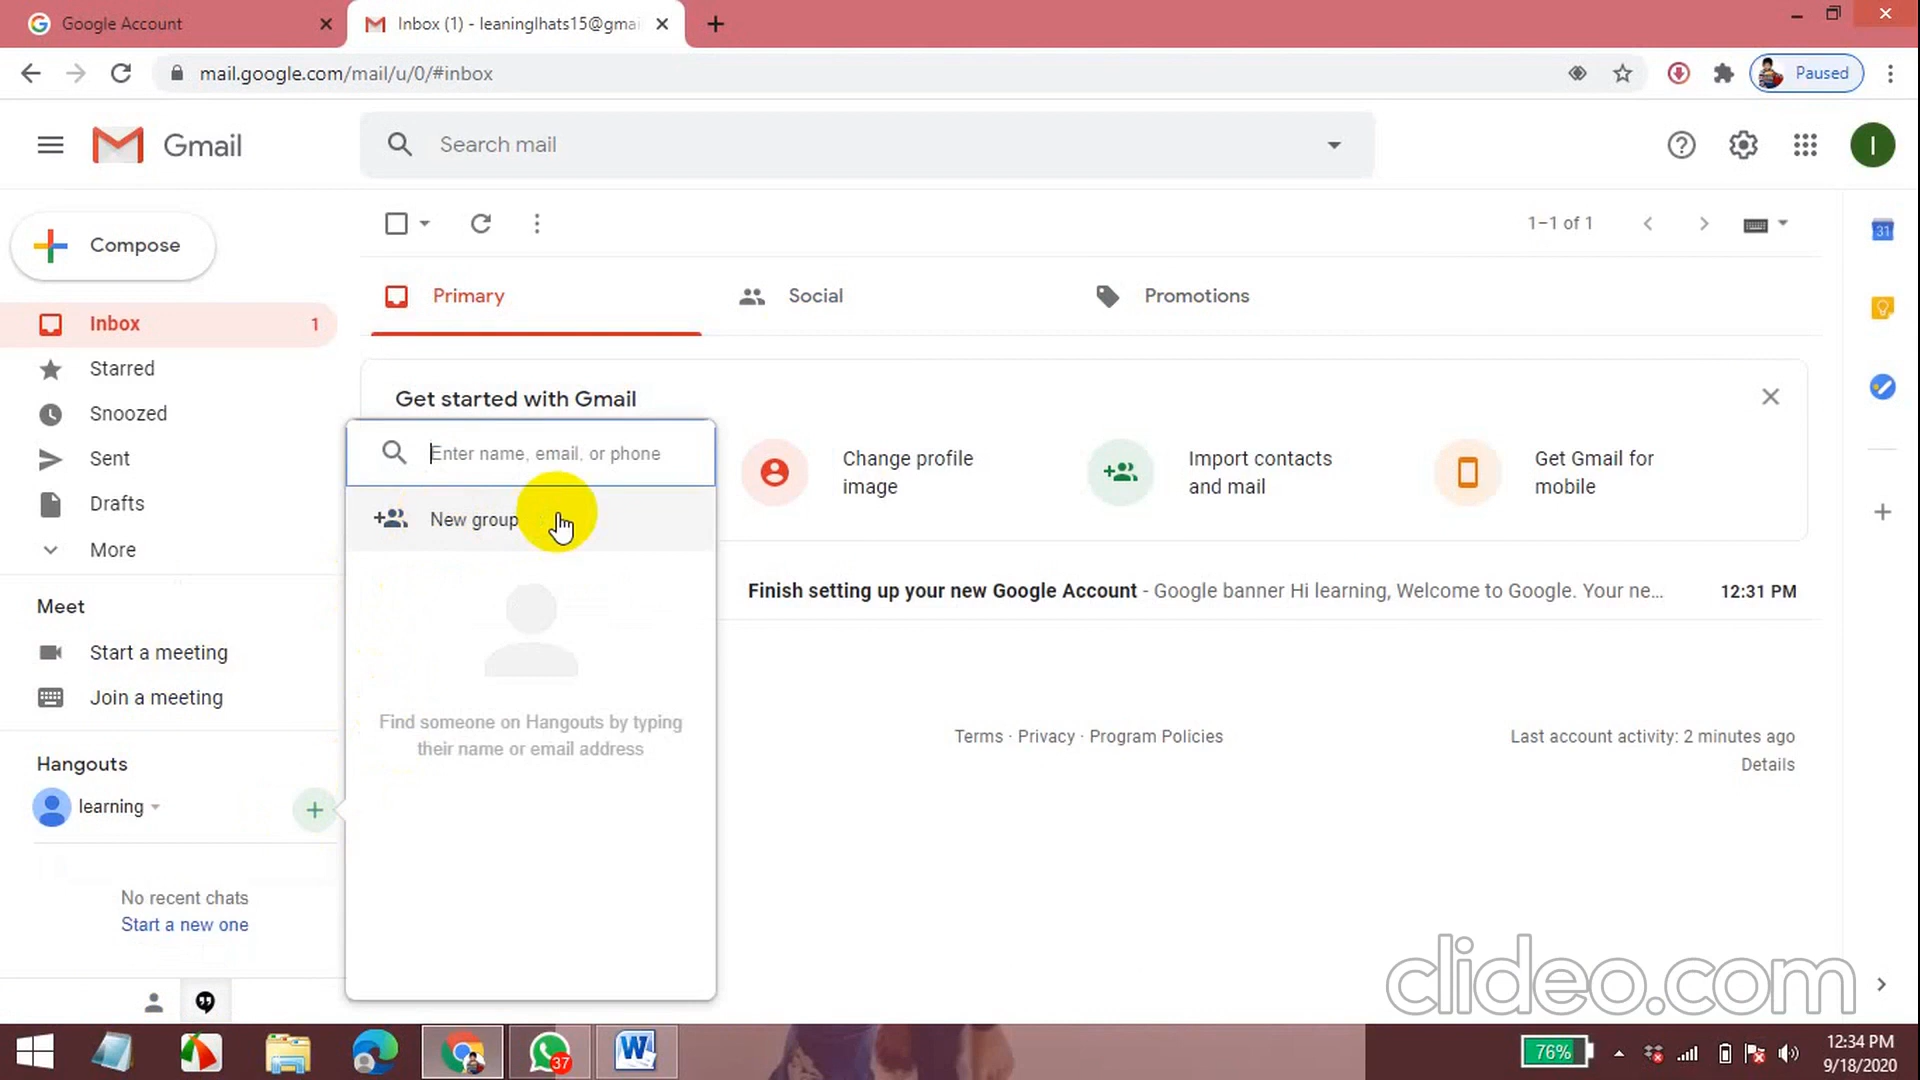 Google Account
Inbox (1) - leaninglhats15@gmai
mail.google.com/mail/u/0/#inbox
Paused
Gmail
Search mail
I
Compose
1–1 of 1
31
Primary
Social
Promotions
Inbox
1
Starred
Snoozed
Sent
Drafts
More
Get started with Gmail
Enter name, email, or phone
New group
Change profile
image
Import contacts
and mail
Get Gmail for
mobile
Finish setting up your new Google Account - Google banner Hi learning, Welcome to Google. Your ne...
12:31 PM
Meet
Start a meeting
Join a meeting
Find someone on Hangouts by typing
their name or email address
Terms · Privacy · Program Policies
Last account activity: 2 minutes ago
Details
Hangouts
learning
No recent chats
Start a new one
clideo.com
37
76%
12:34 PM
9/18/2020